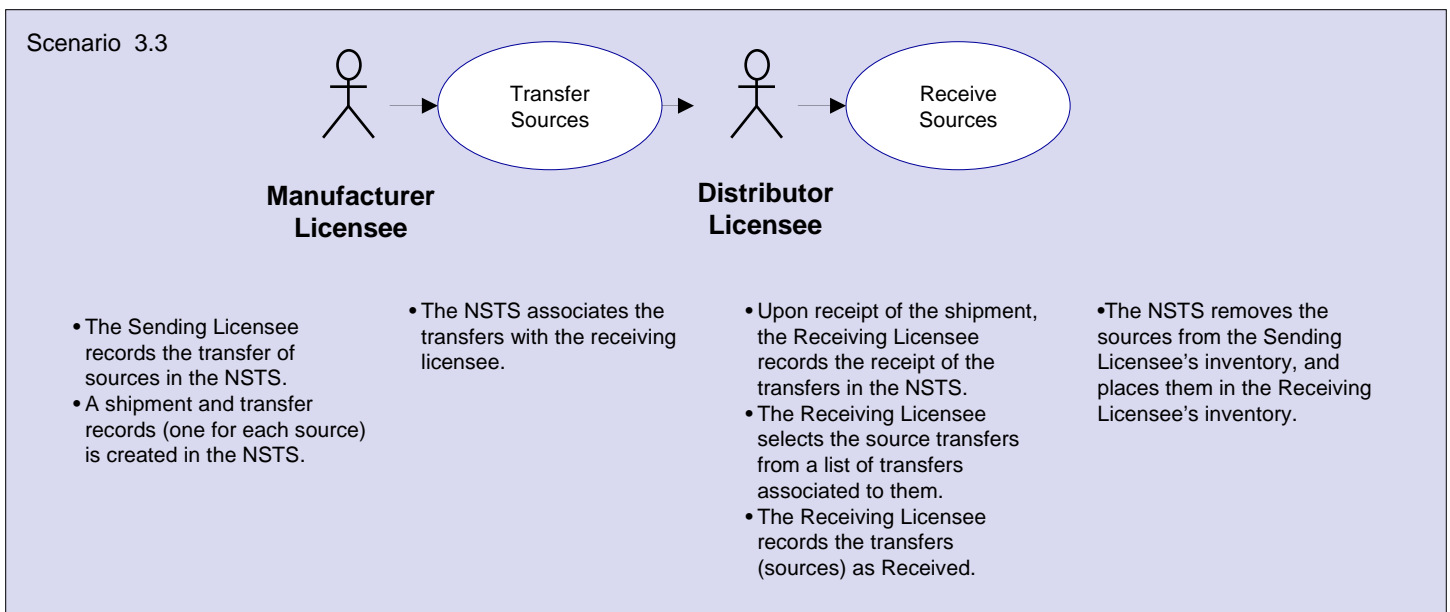 Scenario 3.3
Transfer
Sources
Receive
Sources
Manufacturer
Licensee
Distributor
Licensee
• The Sending Licensee
records the transfer of
sources in the NSTS.
• A shipment and transfer
records (one for each source)
is created in the NSTS.
• The NSTS associates the
transfers with the receiving
licensee.
• Upon receipt of the shipment,
the Receiving Licensee
records the receipt of the
transfers in the NSTS.
• The Receiving Licensee
selects the source transfers
from a list of transfers
associated to them.
• The Receiving Licensee
records the transfers
(sources) as Received.
•The NSTS removes the
sources from the Sending
Licensee's inventory, and
places them in the Receiving
Licensee's inventory.